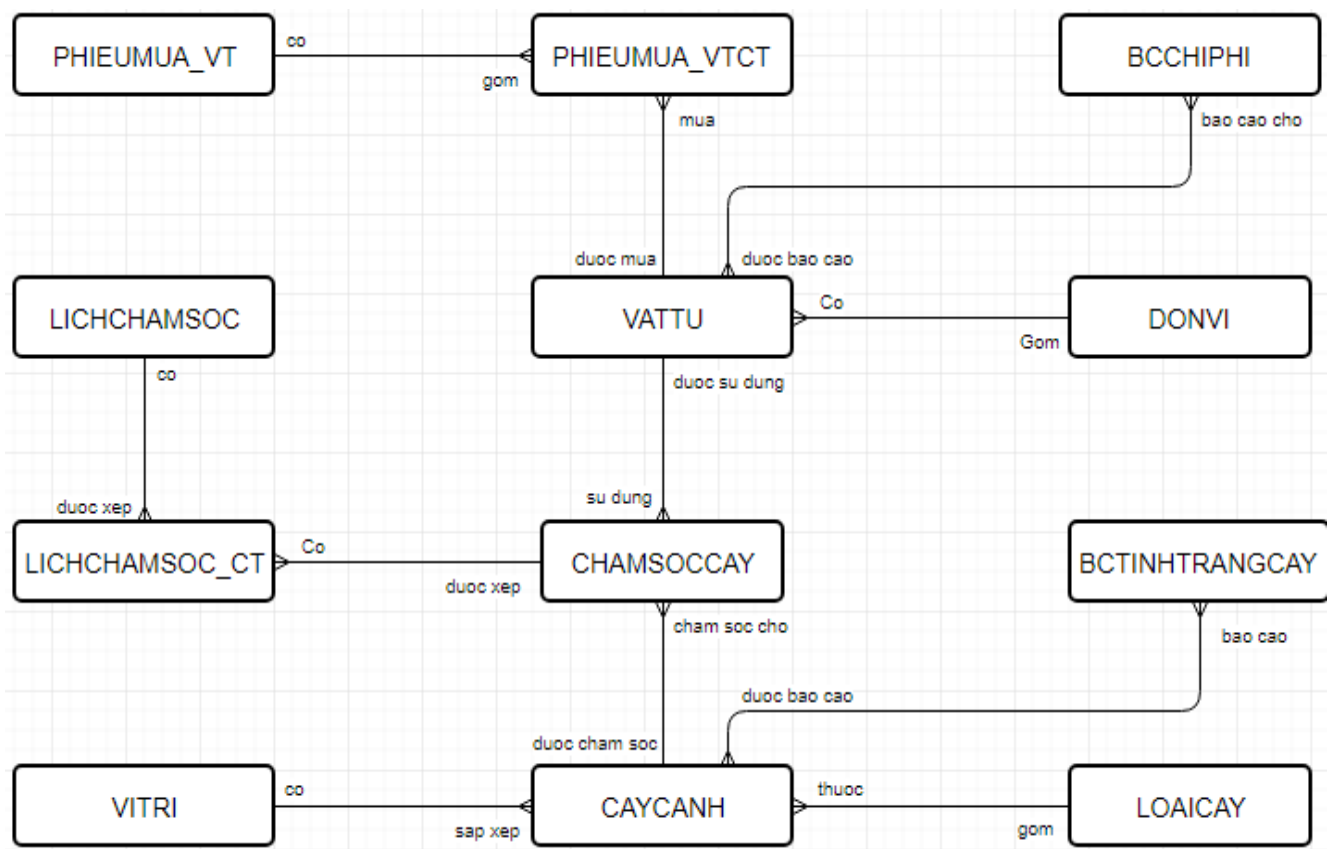 PHIEUMUA_VT
co
gom
PHIEUMUA_VTCT
BCCHIPHI
mua
bao cao cho
duoc mua
duoc bao cao
LICHCHAMSOC
VATTU
Co
Gom
DONVI
co
duoc su dung
duoc xep
su dung
LICHCHAMSOC_CT
Co
duoc xep
CHAMSOCCAY
BCTINHTRANGCAY
cham soc cho
bao cao
duoc bao cao
duoc cham soc
VITRI
co
sap xep
CAYCANH
thuoc
gom
LOAICAY